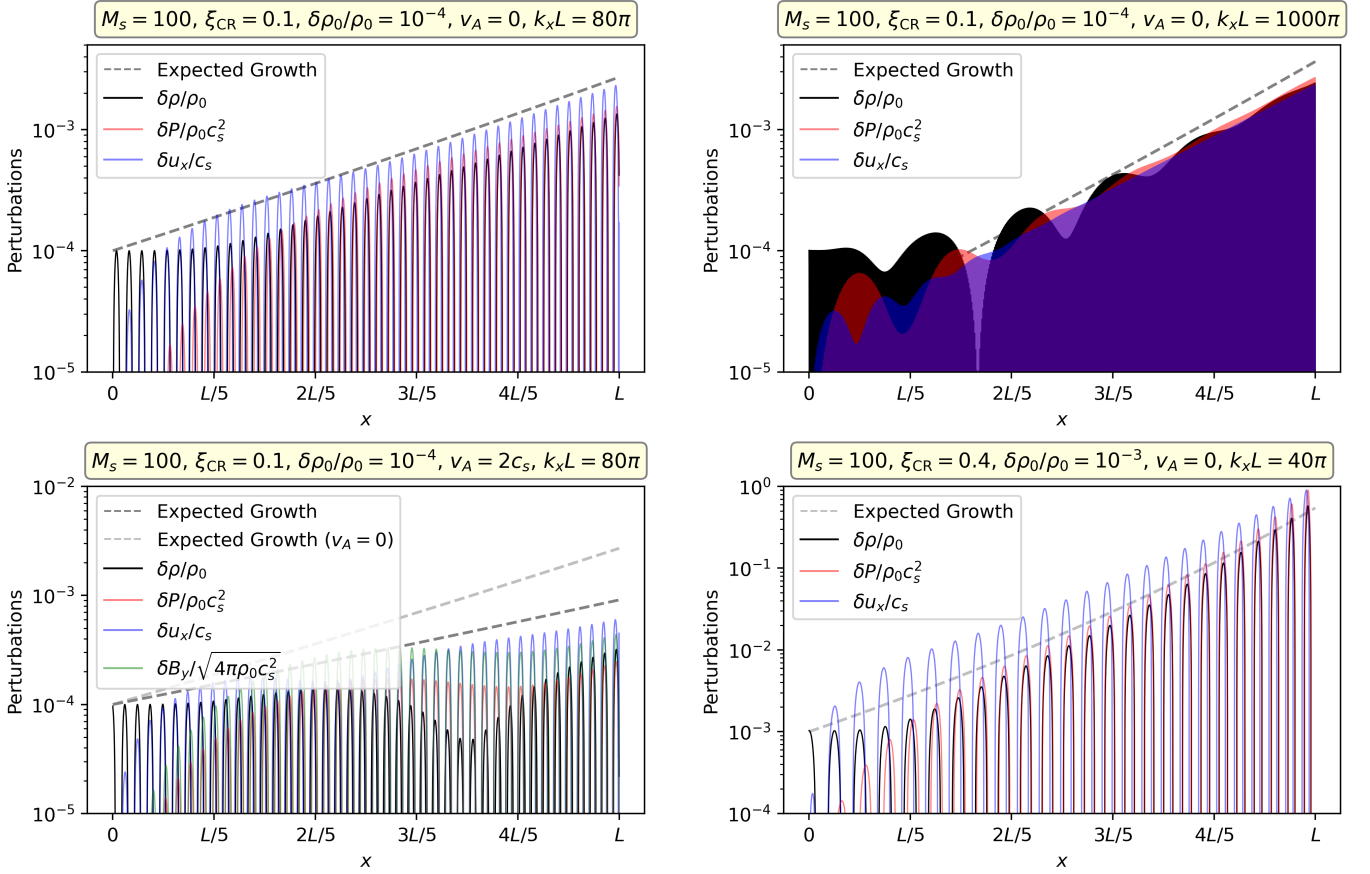 M_s = 100, ξ_CR = 0.1, δρ_0/ρ_0 = 10^−4, v_A = 0, k_xL = 80π
Expected Growth
δρ/ρ_0
δP/ρ_0c_s^2
δu_x/c_s
Perturbations
10^−3
10^−4
10^−5
0 L/5 2L/5 3L/5 4L/5 L
x
M_s = 100, ξ_CR = 0.1, δρ_0/ρ_0 = 10^−4, v_A = 0, k_xL = 1000π
Expected Growth
δρ/ρ_0
δP/ρ_0c_s^2
δu_x/c_s
Perturbations
10^−3
10^−4
10^−5
0 L/5 2L/5 3L/5 4L/5 L
x
M_s = 100, ξ_CR = 0.1, δρ_0/ρ_0 = 10^−4, v_A = 2c_s, k_xL = 80π
Expected Growth
Expected Growth (v_A = 0)
δρ/ρ_0
δP/ρ_0c_s^2
δu_x/c_s
δB_y/√4πρ_0c_s^2
Perturbations
10^−2
10^−3
10^−4
10^−5
0 L/5 2L/5 3L/5 4L/5 L
x
M_s = 100, ξ_CR = 0.4, δρ_0/ρ_0 = 10^−3, v_A = 0, k_xL = 40π
Expected Growth
δρ/ρ_0
δP/ρ_0c_s^2
δu_x/c_s
Perturbations
10^0
10^−1
10^−2
10^−3
10^−4
0 L/5 2L/5 3L/5 4L/5 L
x